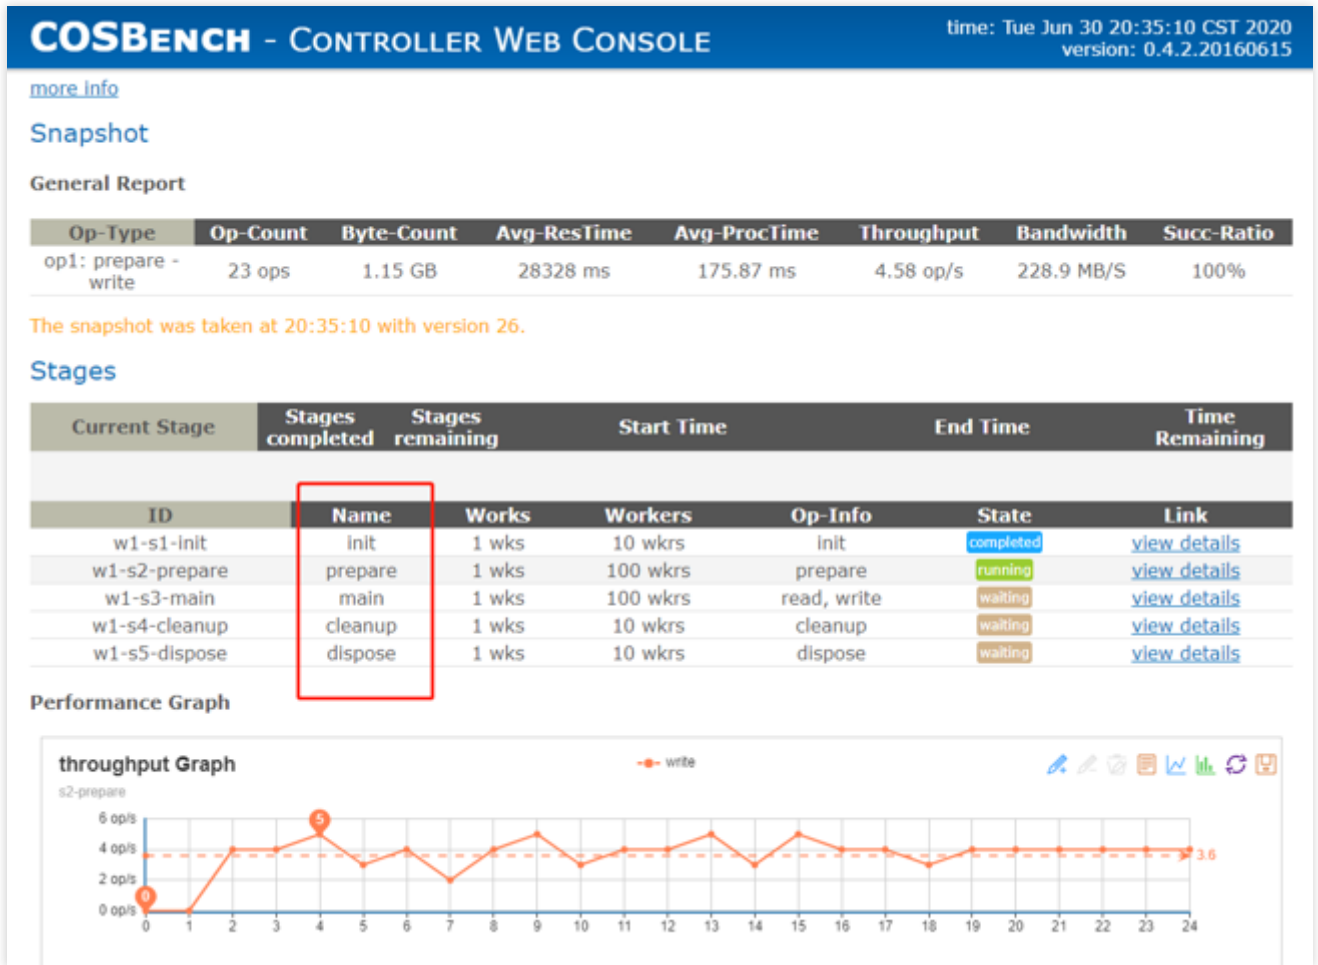 COSBENCH - CONTROLLER WEB CONSOLE
time: Tue Jun 30 20:35:10 CST 2020
version: 0.4.2.20160615
more info
Snapshot
General Report
Op-Type Op-Count Byte-Count Avg-ResTime Avg-ProcTime Throughput Bandwidth Succ-Ratio
op1: prepare - write 23 ops 1.15 GB 28328 ms 175.87 ms 4.58 op/s 228.9 MB/S 100%
The snapshot was taken at 20:35:10 with version 26.
Stages
Current Stage Stages completed Stages remaining Start Time End Time Time Remaining
ID Name Works Workers Op-Info State Link
w1-s1-init init 1 wks 10 wkrs init completed view details
w1-s2-prepare prepare 1 wks 100 wkrs prepare running view details
w1-s3-main main 1 wks 100 wkrs read, write waiting view details
w1-s4-cleanup cleanup 1 wks 10 wkrs cleanup waiting view details
w1-s5-dispose dispose 1 wks 10 wkrs dispose waiting view details
Performance Graph
throughput Graph
write
s2-prepare
6 op/s
5
4 op/s
3.6
2 op/s
0
0 op/s
0 1 2 3 4 5 6 7 8 9 10 11 12 13 14 15 16 17 18 19 20 21 22 23 24